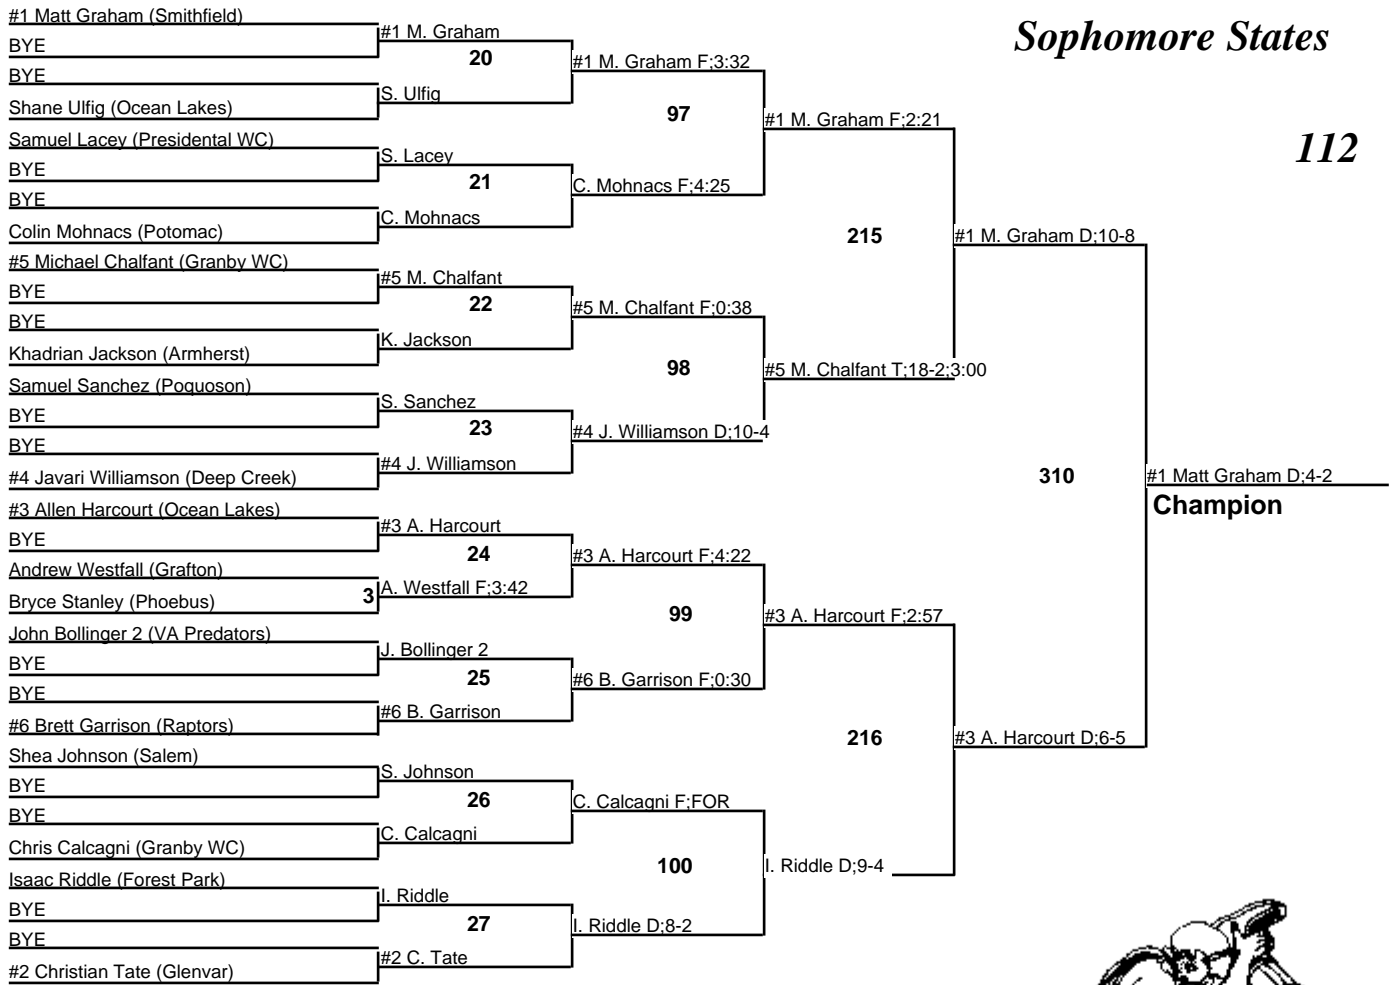 Sophomore States
112
#1 Matt Graham (Smithfield)
BYE
BYE
Shane Ulfig (Ocean Lakes)
Samuel Lacey (Presidental WC)
BYE
BYE
Colin Mohnacs (Potomac)
#5 Michael Chalfant (Granby WC)
BYE
BYE
Khadrian Jackson (Armherst)
Samuel Sanchez (Poquoson)
BYE
BYE
#4 Javari Williamson (Deep Creek)
#3 Allen Harcourt (Ocean Lakes)
BYE
Andrew Westfall (Grafton)
Bryce Stanley (Phoebus)
John Bollinger 2 (VA Predators)
BYE
BYE
#6 Brett Garrison (Raptors)
Shea Johnson (Salem)
BYE
BYE
Chris Calcagni (Granby WC)
Isaac Riddle (Forest Park)
BYE
BYE
#2 Christian Tate (Glenvar)
3
#1 M. Graham
20
S. Ulfig
S. Lacey
21
C. Mohnacs
#5 M. Chalfant
22
K. Jackson
S. Sanchez
23
#4 J. Williamson
#3 A. Harcourt
24
A. Westfall F;3:42
J. Bollinger 2
25
#6 B. Garrison
S. Johnson
26
C. Calcagni
I. Riddle
27
#2 C. Tate
#1 M. Graham F;3:32
97
C. Mohnacs F;4:25
#5 M. Chalfant F;0:38
98
#4 J. Williamson D;10-4
#3 A. Harcourt F;4:22
99
#6 B. Garrison F;0:30
C. Calcagni F;FOR
100
I. Riddle D;8-2
#1 M. Graham F;2:21
215
#5 M. Chalfant T;18-2;3:00
#3 A. Harcourt F;2:57
216
I. Riddle D;9-4
#1 M. Graham D;10-8
310
#3 A. Harcourt D;6-5
#1 Matt Graham D;4-2
Champion